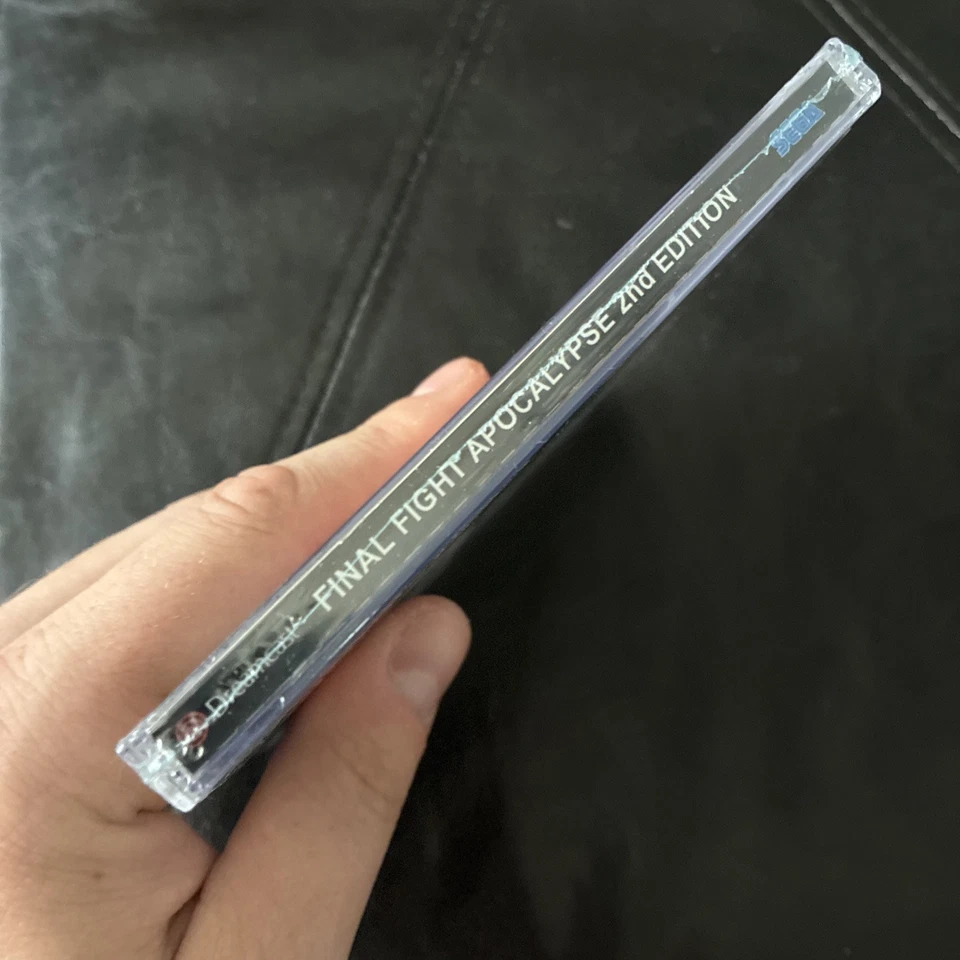 Dreamcast FINAL FIGHT APOCALYPSE 2nd EDITION SEGA